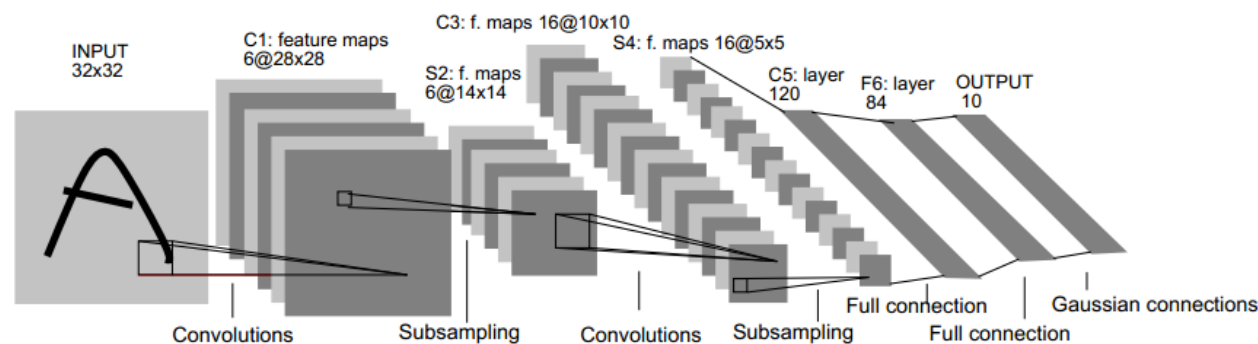 INPUT
32x32
C1: feature maps
6@28x28
S2: f. maps
6@14x14
C3: f. maps 16@10x10
S4: f. maps 16@5x5
C5: layer
120
F6: layer
84
OUTPUT
10
Convolutions
Subsampling
Convolutions
Subsampling
Full connection
Full connection
Gaussian connections